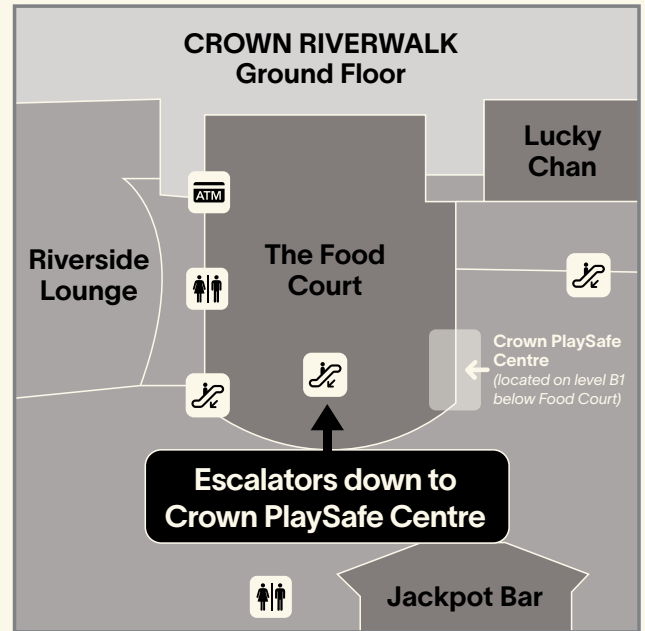 CROWN RIVERWALK
Ground Floor
Lucky
Chan
ATM
Riverside
Lounge
The Food
Court
Crown PlaySafe
Centre
(located on level B1
below Food Court)
Escalators down to
Crown PlaySafe Centre
Jackpot Bar